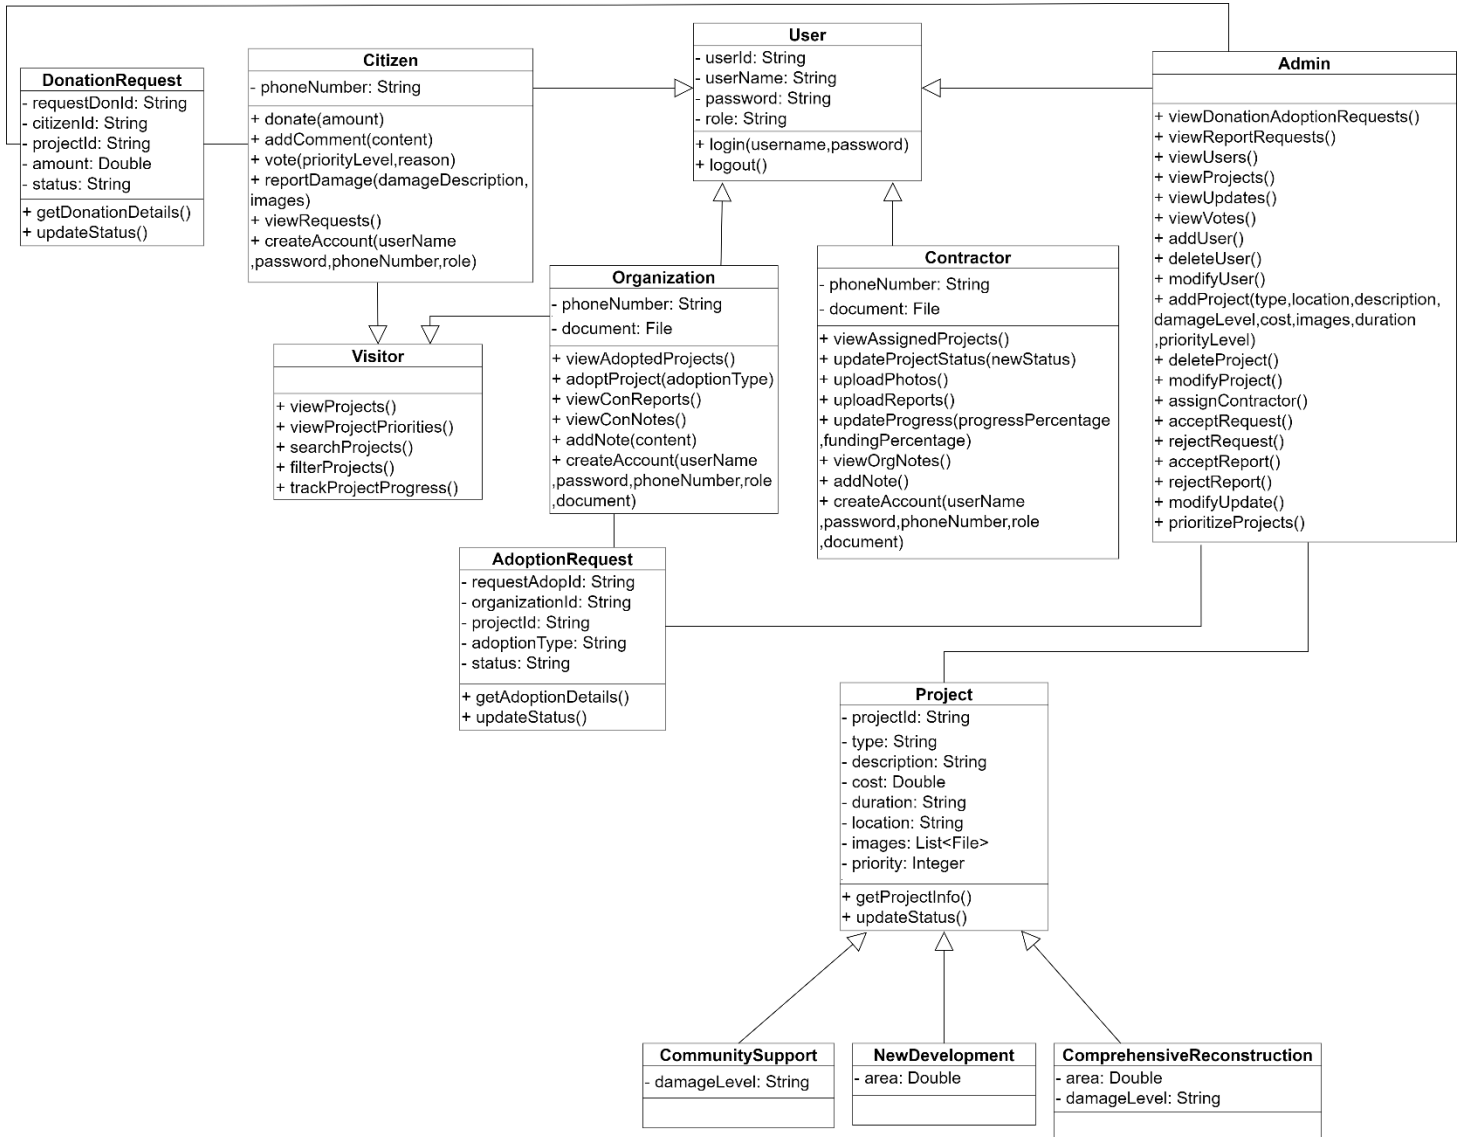 User
- userId: String
- userName: String
- password: String
- role: String
+ login(username,password)
+ logout()
Citizen
- phoneNumber: String
+ donate(amount)
+ addComment(content)
+ vote(priorityLevel,reason)
+ reportDamage(damageDescription,
images)
+ viewRequests()
+ createAccount(userName
,password,phoneNumber,role)
DonationRequest
- requestDonId: String
- citizenId: String
- projectId: String
- amount: Double
- status: String
+ getDonationDetails()
+ updateStatus()
Admin
+ viewDonationAdoptionRequests()
+ viewReportRequests()
+ viewUsers()
+ viewProjects()
+ viewUpdates()
+ viewVotes()
+ addUser()
+ deleteUser()
+ modifyUser()
+ addProject(type,location,description,
damageLevel,cost,images,duration
,priorityLevel)
+ deleteProject()
+ modifyProject()
+ assignContractor()
+ acceptRequest()
+ rejectRequest()
+ acceptReport()
+ rejectReport()
+ modifyUpdate()
+ prioritizeProjects()
Organization
- phoneNumber: String
- document: File
+ viewAdoptedProjects()
+ adoptProject(adoptionType)
+ viewConReports()
+ viewConNotes()
+ addNote(content)
+ createAccount(userName
,password,phoneNumber,role
,document)
Contractor
- phoneNumber: String
- document: File
+ viewAssignedProjects()
+ updateProjectStatus(newStatus)
+ uploadPhotos()
+ uploadReports()
+ updateProgress(progressPercentage
,fundingPercentage)
+ viewOrgNotes()
+ addNote()
+ createAccount(userName
,password,phoneNumber,role
,document)
Visitor
+ viewProjects()
+ viewProjectPriorities()
+ searchProjects()
+ filterProjects()
+ trackProjectProgress()
AdoptionRequest
- requestAdopId: String
- organizationId: String
- projectId: String
- adoptionType: String
- status: String
+ getAdoptionDetails()
+ updateStatus()
Project
- projectId: String
- type: String
- description: String
- cost: Double
- duration: String
- location: String
- images: List<File>
- priority: Integer
+ getProjectInfo()
+ updateStatus()
CommunitySupport
- damageLevel: String
NewDevelopment
- area: Double
ComprehensiveReconstruction
- area: Double
- damageLevel: String